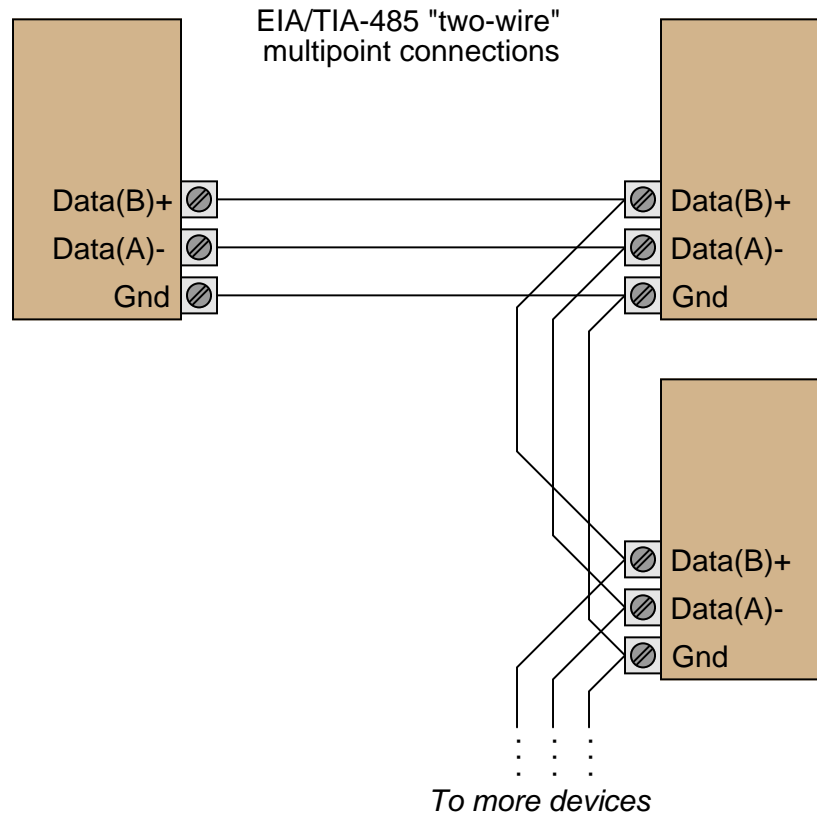 EIA/TIA-485 "two-wire"
multipoint connections
Data(B)+
Data(A)-
Gnd
Data(B)+
Data(A)-
Gnd
Data(B)+
Data(A)-
Gnd
To more devices